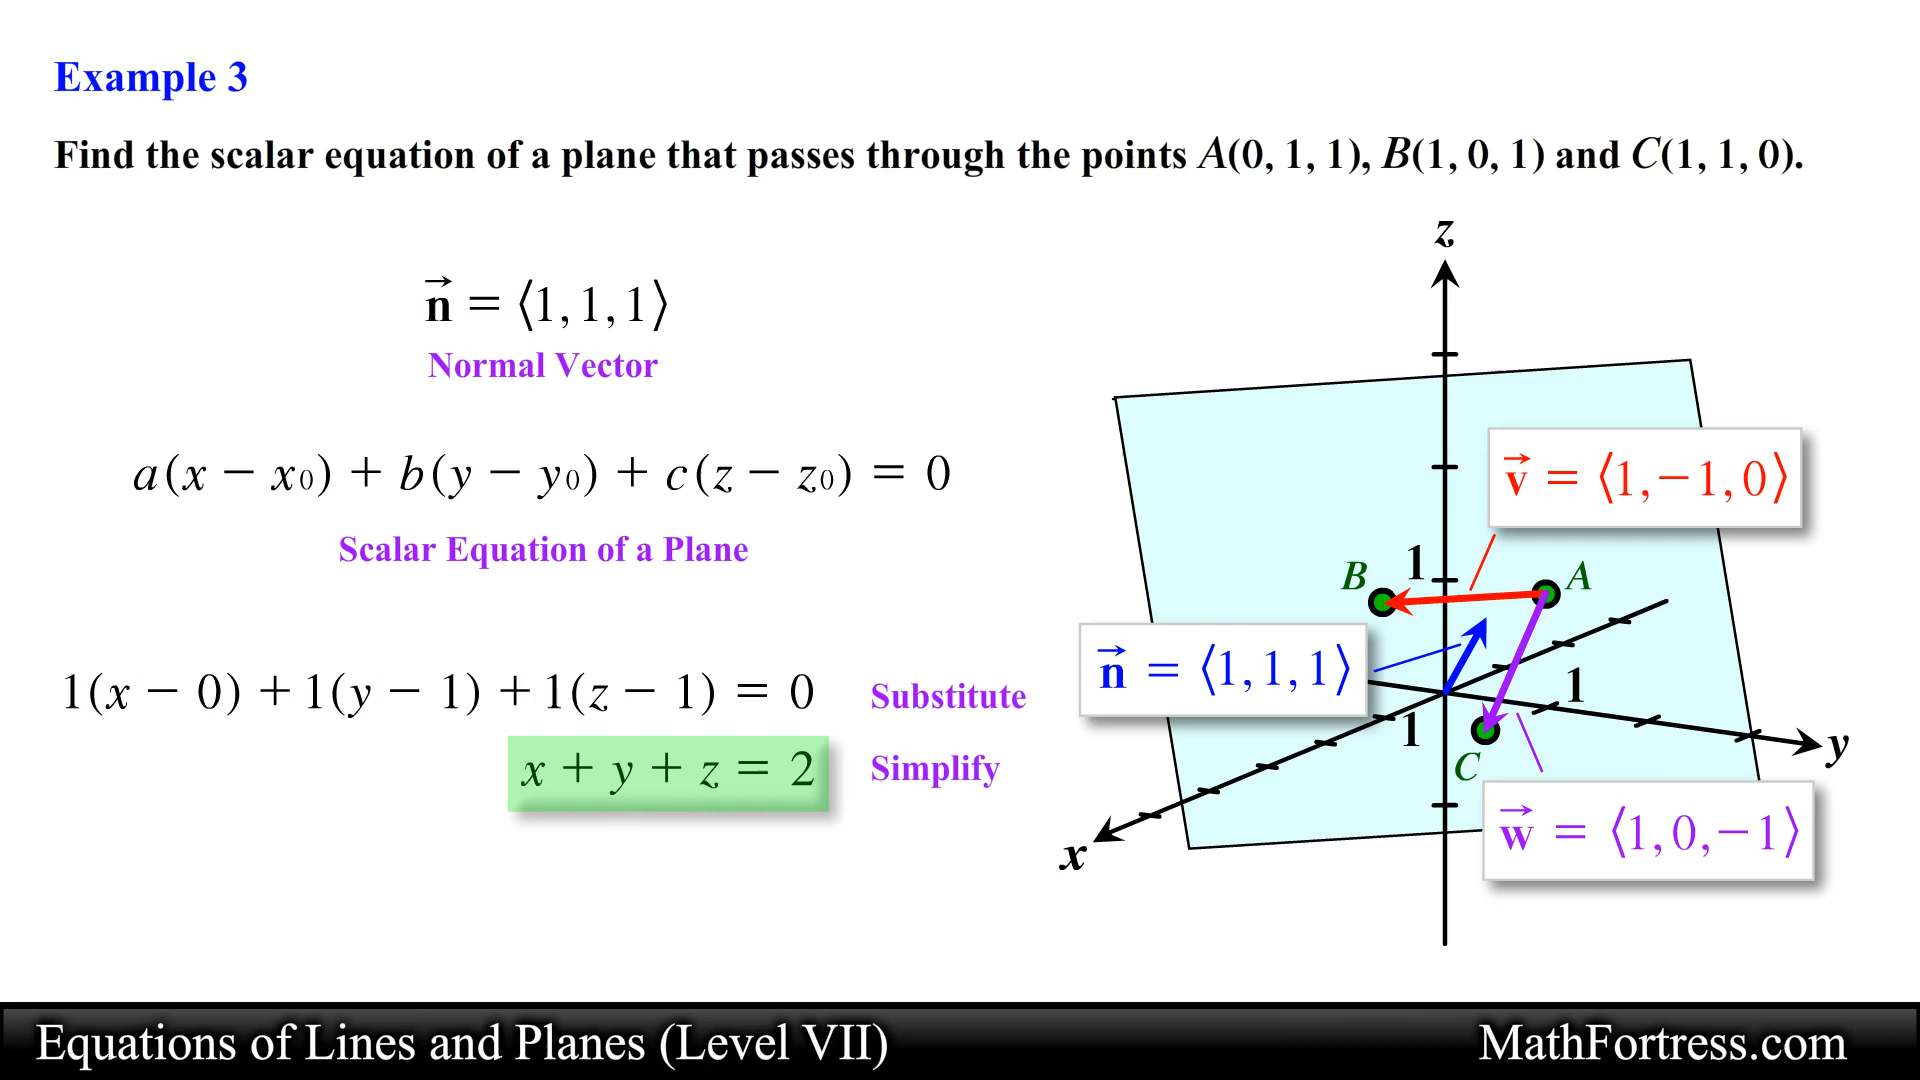 Example 3
Find the scalar equation of a plane that passes through the points A(0, 1, 1), B(1, 0, 1) and C(1, 1, 0).
n⃗ = ⟨1, 1, 1⟩
Normal Vector
a(x − x₀) + b(y − y₀) + c(z − z₀) = 0
Scalar Equation of a Plane
1(x − 0) + 1(y − 1) + 1(z − 1) = 0 Substitute
x + y + z = 2 Simplify
z
v⃗ = ⟨1, −1, 0⟩
B 1 A
n⃗ = ⟨1, 1, 1⟩
1
1
C
y
x
w⃗ = ⟨1, 0, −1⟩
Equations of Lines and Planes (Level VII)
MathFortress.com